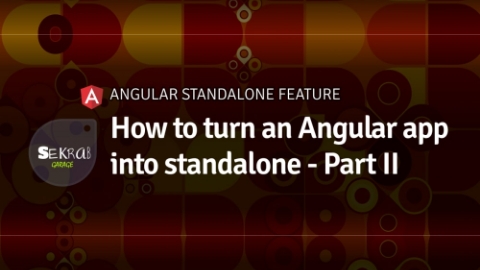 ANGULAR STANDALONE FEATURE
How to turn an Angular app
into standalone - Part II
SEKRAB
GARAGE